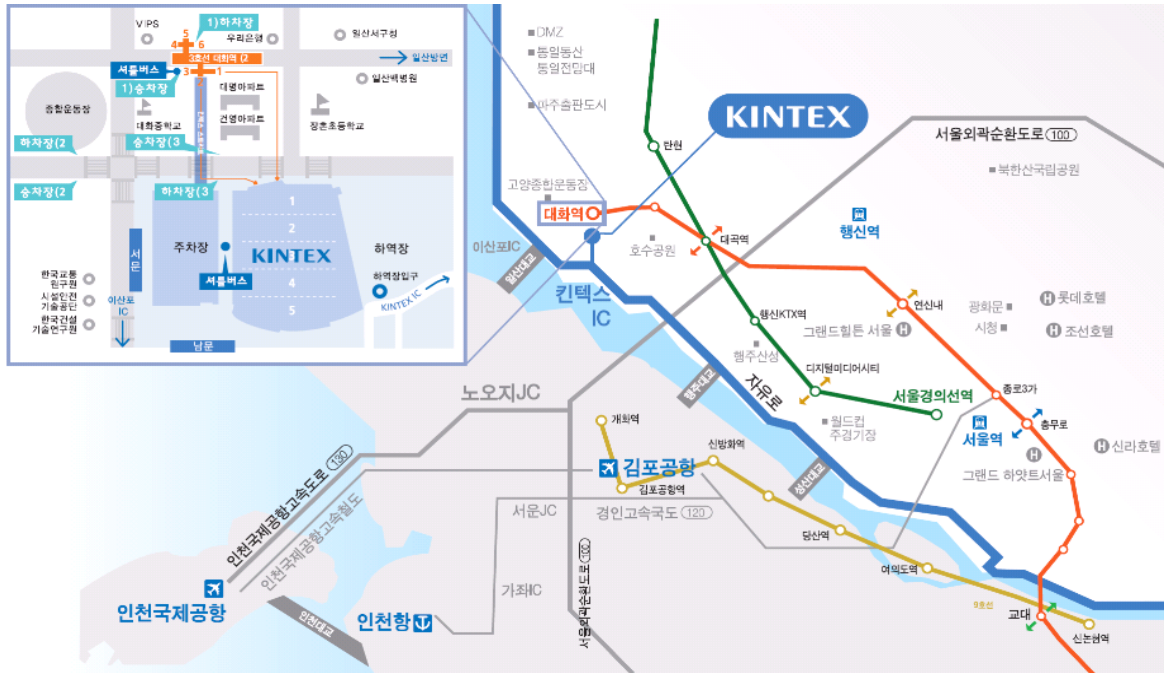 VIPS
5
1)하차장
4
6
우리은행
일산서구청
3호선 대화역 (2
일산방면
셔틀버스
3
1
1)승차장
일산백병원
종합운동장
대화중학교
대명아파트
건영아파트
장촌초등학교
하차장(2
승차장(3
승차장(2
하차장(3
1
2
주차장
KINTEX
하역장
서문
셔틀버스
4
5
하역장입구
KINTEX IC
한국교통
원구원
시설안전
기술공단
한국건설
기술연구원
이산포
IC
남문
DMZ
통일동산
통일전망대
파주출판도시
KINTEX
탄현
서울외곽순환도로 100
북한산국립공원
고양종합운동장
대화역
호수공원
대곡역
행신역
이산포IC
일산대교
킨텍스
IC
행신KTX역
행주산성
연신내
그랜드힐튼 서울
광화문
시청
롯데호텔
조선호텔
디지털미디어시티
서울경의선역
월드컵
주경기장
자유로
행주대교
성산대교
종로3가
충무로
서울역
그랜드 하얏트서울
신라호텔
노오지JC
개화역
김포공항
김포공항역
신방화역
인천국제공항고속도로 130
인천국제공항고속철도
서운JC
경인고속국도 120
당산역
여의도역
9호선
교대
신논현역
가좌IC
서울외곽순환도로 100
인천국제공항
인천대교
인천항